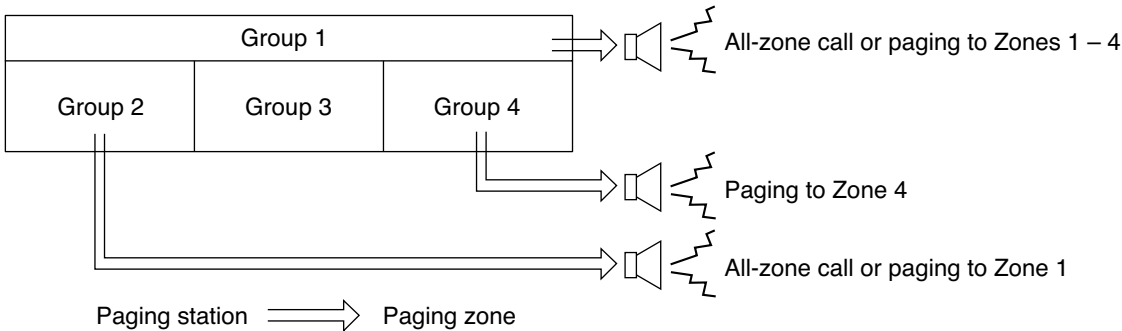 Group 1
All-zone call or paging to Zones 1 – 4
Group 2
Group 3
Group 4
Paging to Zone 4
All-zone call or paging to Zone 1
Paging station
Paging zone